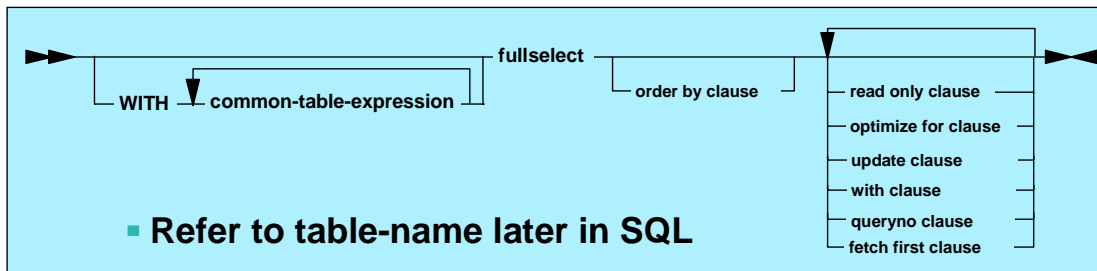 fullselect
WITH common-table-expression
order by clause
read only clause
optimize for clause
update clause
with clause
queryno clause
fetch first clause
Refer to table-name later in SQL